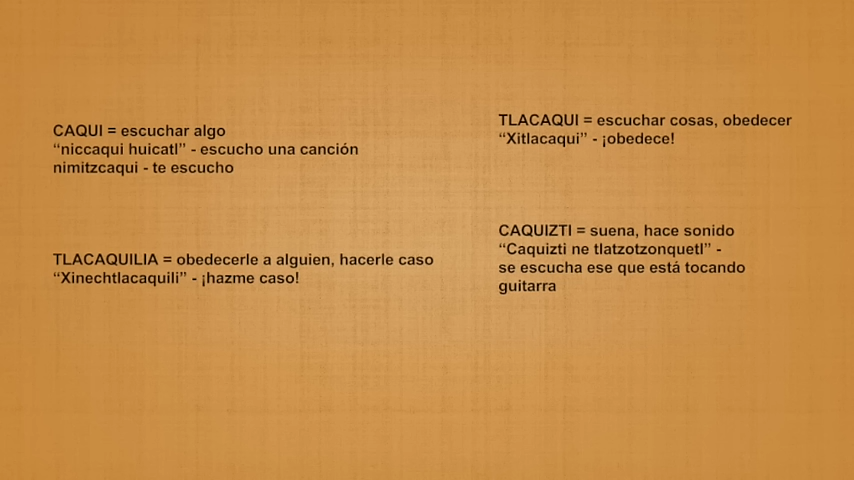 CAQUI = escuchar algo
“niccaqui huicatl” - escucho una canción
nimitzcaqui - te escucho
TLACAQUILIA = obedecerle a alguien, hacerle caso
“Xinechtlacaquili” - ¡hazme caso!
TLACAQUI = escuchar cosas, obedecer
“Xitlacaqui” - ¡obedece!
CAQUIZTI = suena, hace sonido
“Caquizti ne tlatzotzonquetl” -
se escucha ese que está tocando
guitarra